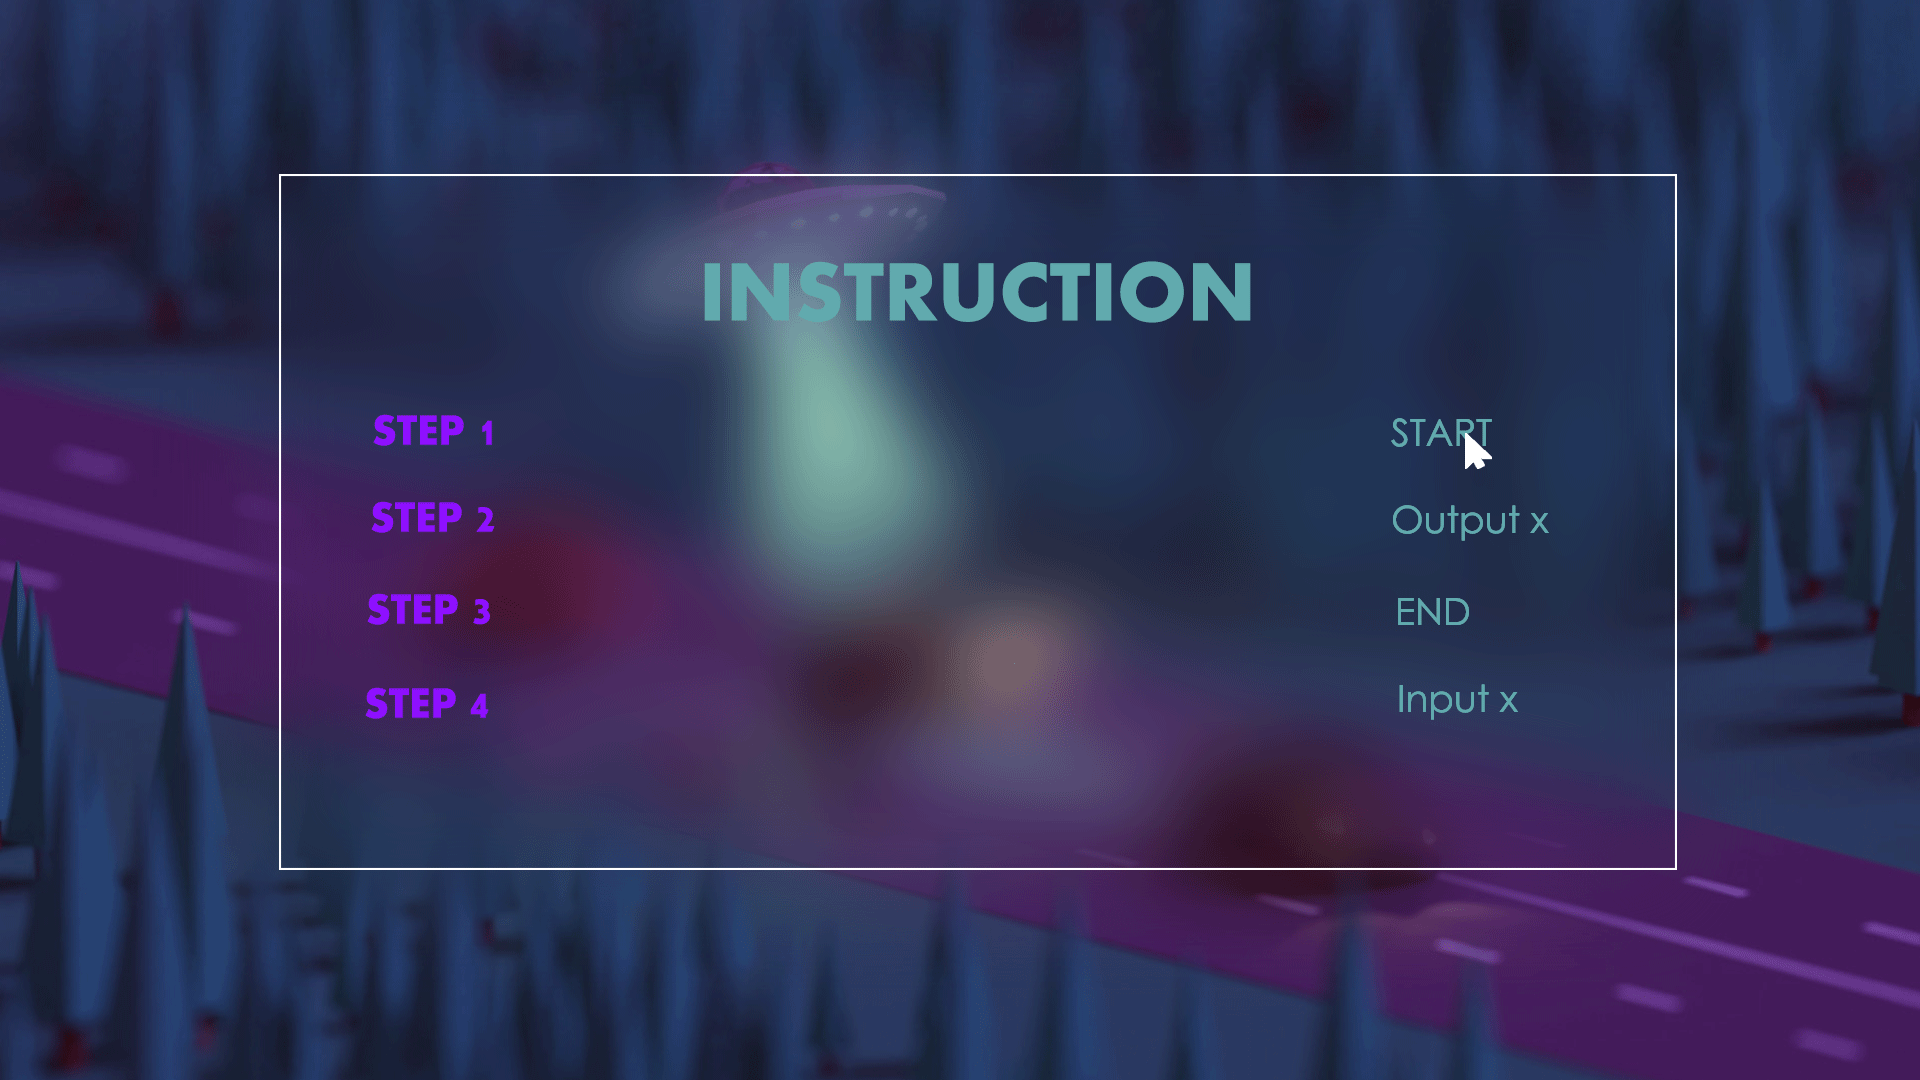 INSTRUCTION
STEP 1 START
STEP 2 Output x
STEP 3 END
STEP 4 Input x